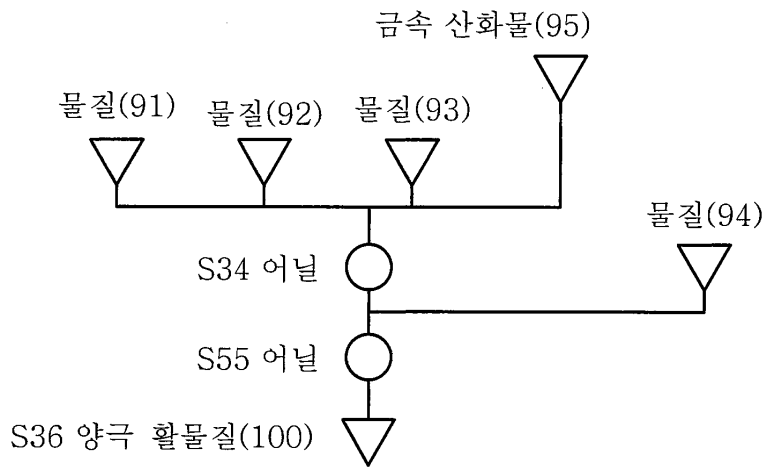 금속 산화물(95)
물질(91)
물질(92)
물질(93)
물질(94)
S34 어닐
S55 어닐
S36 양극 활물질(100)